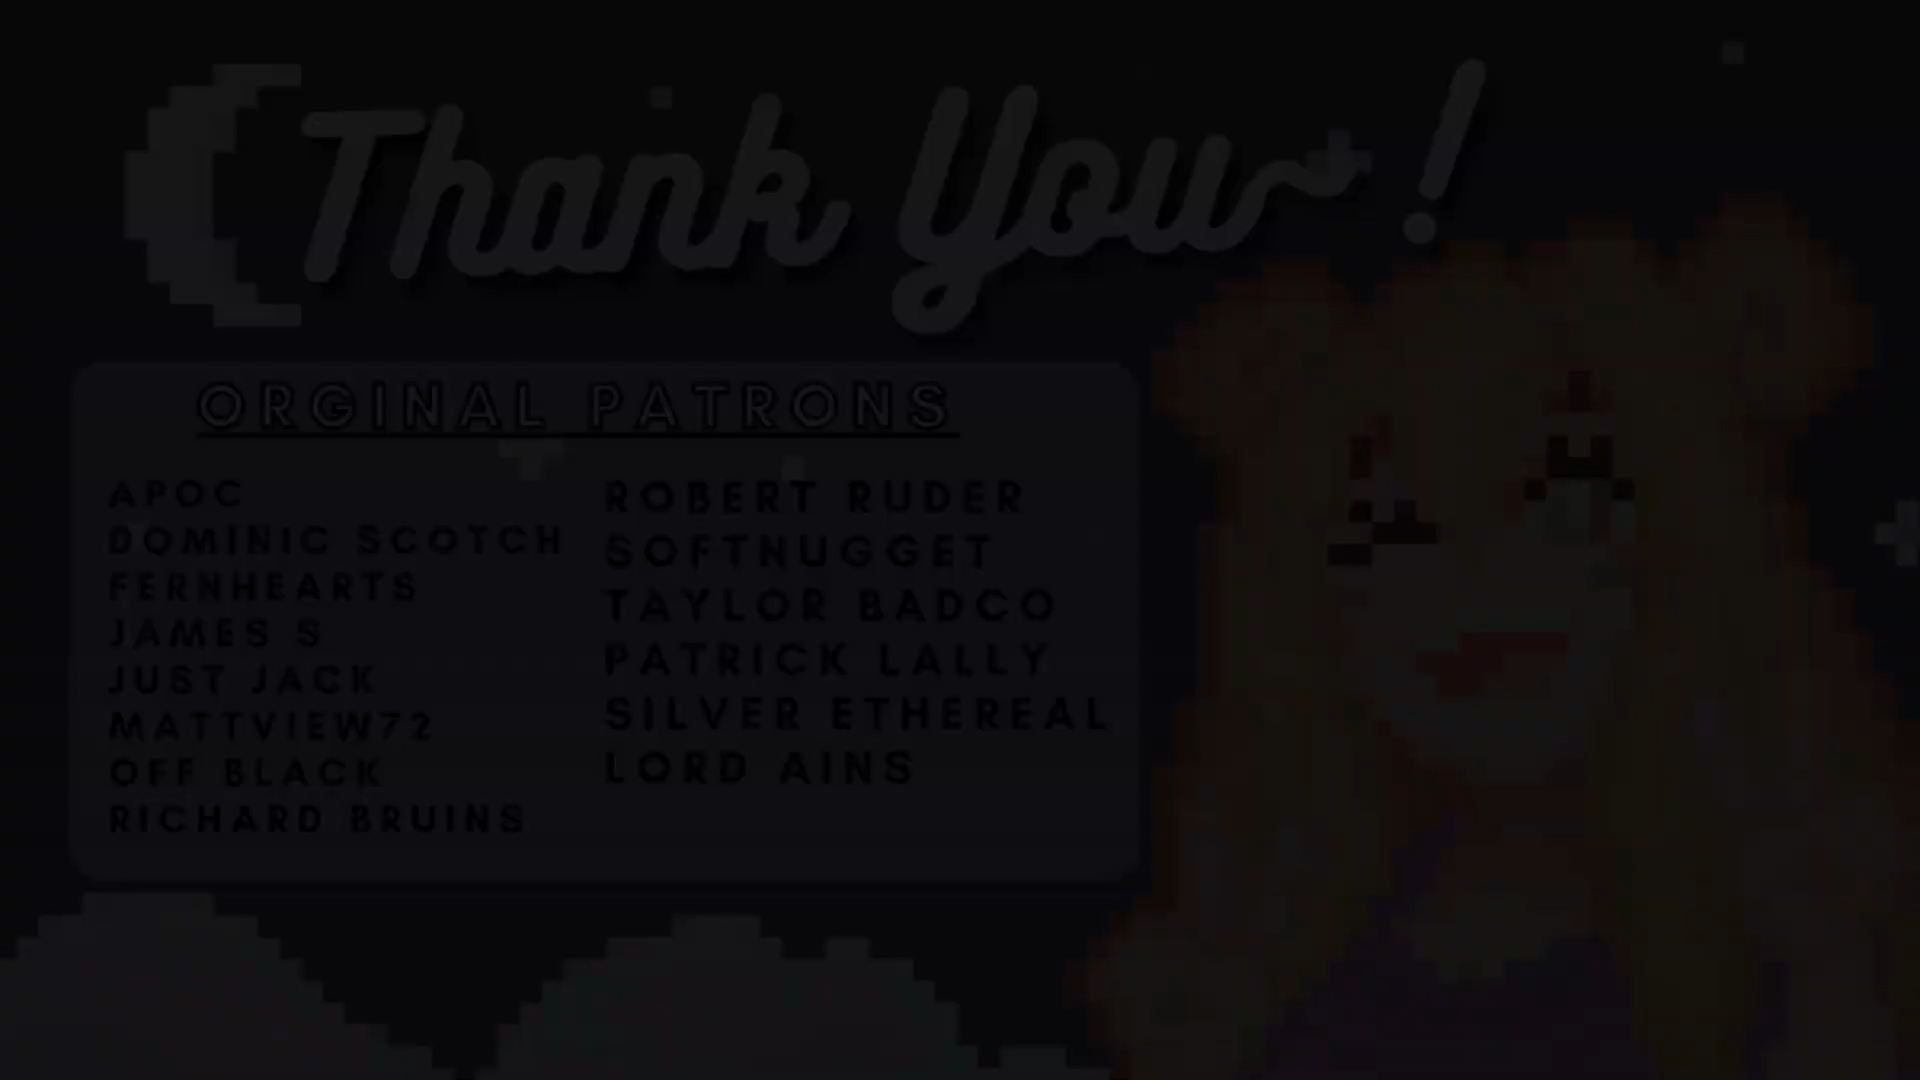 Thank You!
ORGINAL PATRONS
APOC
DOMINIC SCOTCH
FERNHEARTS
JAMES S
JUST JACK
MATTVIEW72
OFF BLACK
RICHARD BRUINS
ROBERT RUDER
SOFTNUGGET
TAYLOR BADCO
PATRICK LALLY
SILVER ETHEREAL
LORD AINS